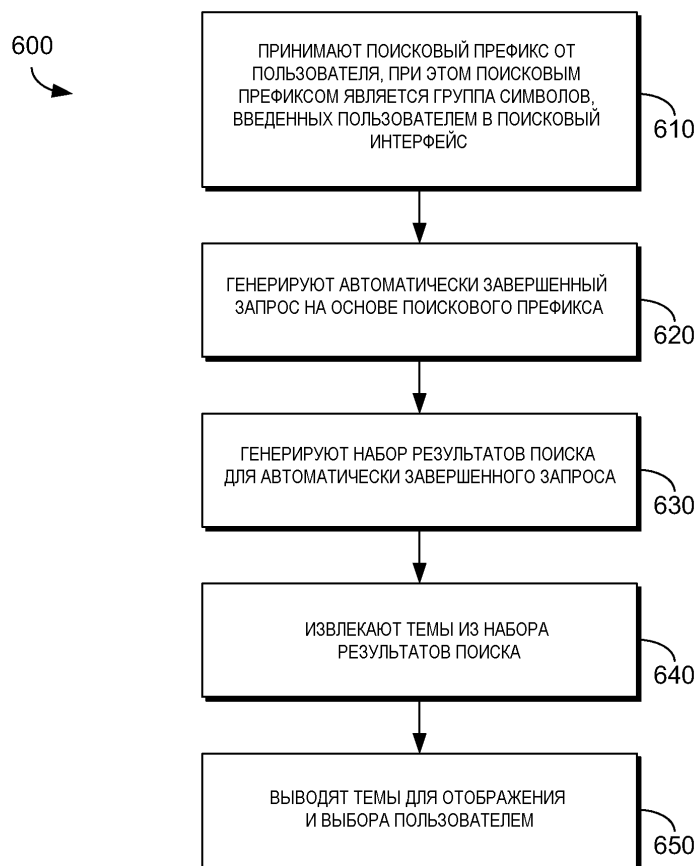 600
ПРИНИМАЮТ ПОИСКОВЫЙ ПРЕФИКС ОТ
ПОЛЬЗОВАТЕЛЯ, ПРИ ЭТОМ ПОИСКОВЫМ
ПРЕФИКСОМ ЯВЛЯЕТСЯ ГРУППА СИМВОЛОВ,
ВВЕДЕННЫХ ПОЛЬЗОВАТЕЛЕМ В ПОИСКОВЫЙ
ИНТЕРФЕЙС
610
ГЕНЕРИРУЮТ АВТОМАТИЧЕСКИ ЗАВЕРШЕННЫЙ
ЗАПРОС НА ОСНОВЕ ПОИСКОВОГО ПРЕФИКСА
620
ГЕНЕРИРУЮТ НАБОР РЕЗУЛЬТАТОВ ПОИСКА
ДЛЯ АВТОМАТИЧЕСКИ ЗАВЕРШЕННОГО ЗАПРОСА
630
ИЗВЛЕКАЮТ ТЕМЫ ИЗ НАБОРА
РЕЗУЛЬТАТОВ ПОИСКА
640
ВЫВОДЯТ ТЕМЫ ДЛЯ ОТОБРАЖЕНИЯ
И ВЫБОРА ПОЛЬЗОВАТЕЛЕМ
650